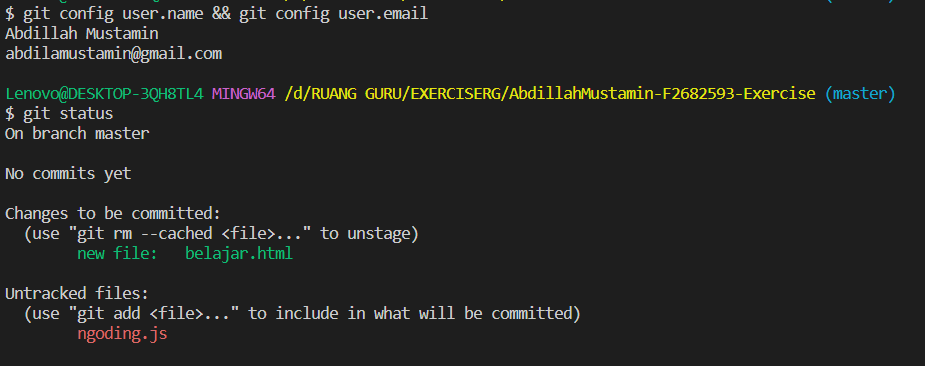 $ git config user.name && git config user.email
Abdillah Mustamin
abdilamustamin@gmail.com
Lenovo@DESKTOP-3QH8TL4 MINGW64 /d/RUANG GURU/EXERCISERG/AbdillahMustamin-F2682593-Exercise (master)
$ git status
On branch master
No commits yet
Changes to be committed:
  (use "git rm --cached <file>..." to unstage)
        new file:   belajar.html
Untracked files:
  (use "git add <file>..." to include in what will be committed)
        ngoding.js